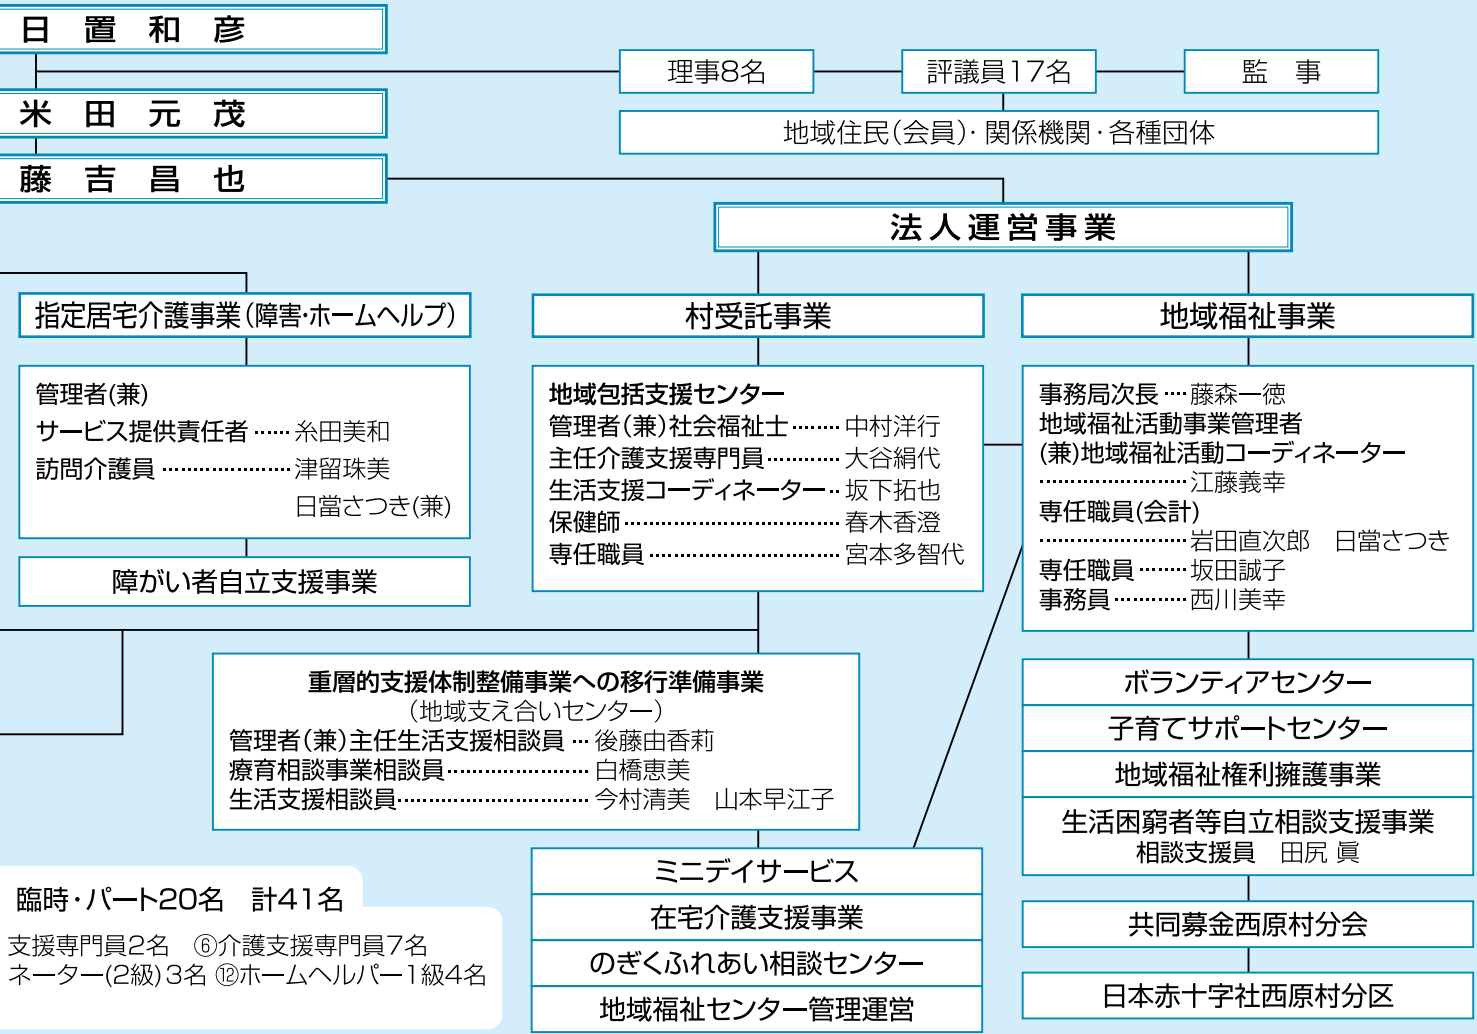 日置和彦
理事8名
評議員17名
監　事
米田元茂
地域住民(会員)・関係機関・各種団体
藤吉昌也
法人運営事業
指定居宅介護事業(障害・ホームヘルプ)
管理者(兼)
サービス提供責任者……糸田美和
訪問介護員………………津留珠美
日當さつき(兼)
障がい者自立支援事業
村受託事業
地域包括支援センター
管理者(兼)社会福祉士……中村洋行
主任介護支援専門員………大谷絹代
生活支援コーディネーター‥坂下拓也
保健師…………………………春木香澄
専任職員………………………宮本多智代
地域福祉事業
事務局次長…藤森一徳
地域福祉活動事業管理者
(兼)地域福祉活動コーディネーター
…………………江藤義幸
専任職員(会計)
…………………岩田直次郎　日當さつき
専任職員……坂田誠子
事務員………西川美幸
重層的支援体制整備事業への移行準備事業
(地域支え合いセンター)
管理者(兼)主任生活支援相談員…後藤由香莉
療育相談事業相談員………………白橋恵美
生活支援相談員……………………今村清美　山本早江子
ミニデイサービス
在宅介護支援事業
のぎくふれあい相談センター
地域福祉センター管理運営
ボランティアセンター
子育てサポートセンター
地域福祉権利擁護事業
生活困窮者等自立相談支援事業
相談支援員　田尻 眞
共同募金西原村分会
日本赤十字社西原村分区
臨時・パート20名　計41名
支援専門員2名　⑥介護支援専門員7名
ネーター(2級)3名 ⑫ホームヘルパー1級4名